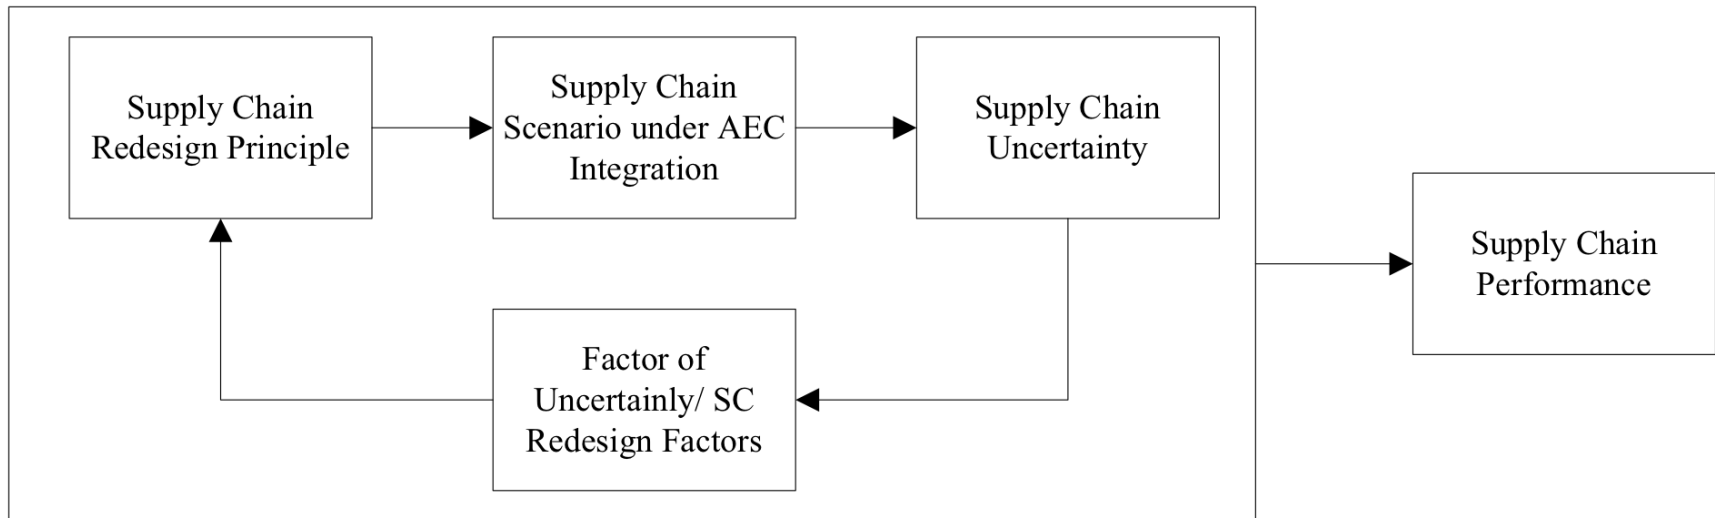 Supply Chain
Redesign Principle
Supply Chain
Scenario under AEC
Integration
Supply Chain
Uncertainty
Supply Chain
Performance
Factor of
Uncertainly/ SC
Redesign Factors